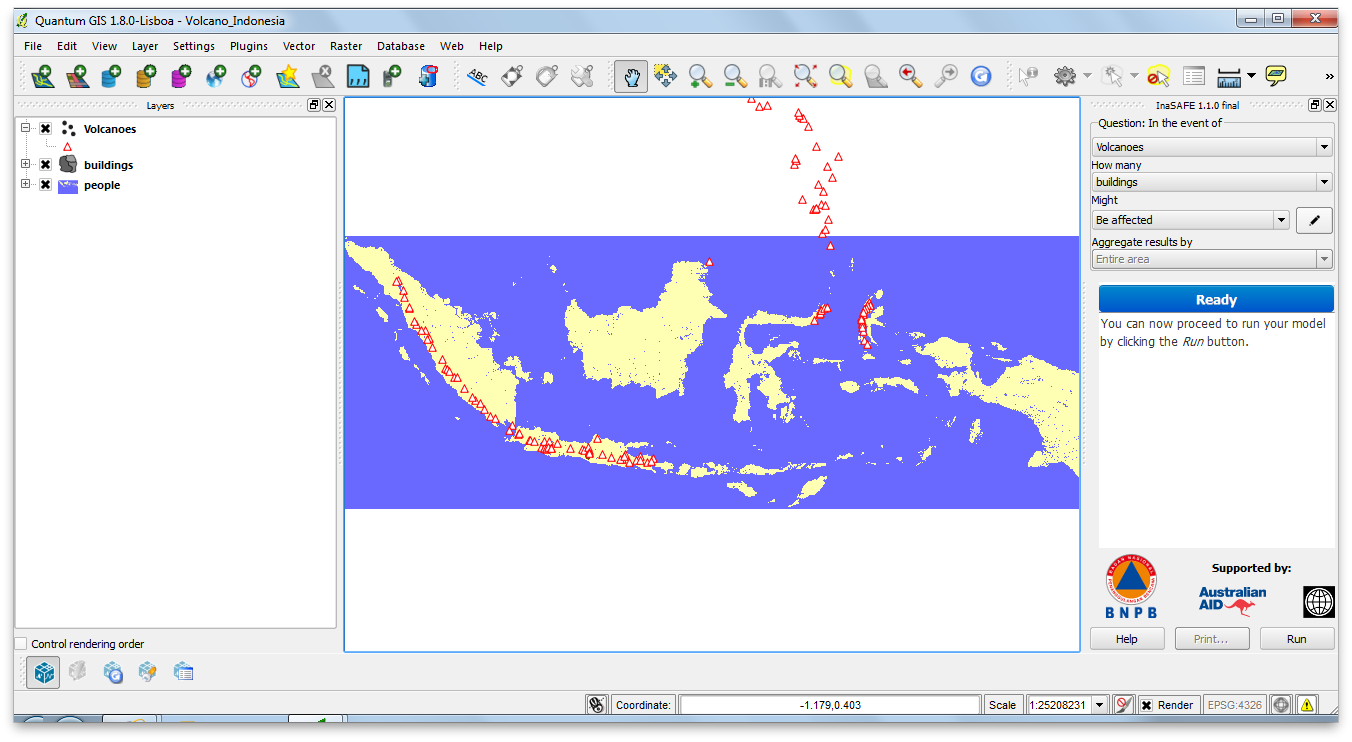 Quantum GIS 1.8.0-Lisboa - Volcano_Indonesia
File Edit View Layer Settings Plugins Vector Raster Database Web Help
ABC
»
Layers
Volcanoes
buildings
people
Control rendering order
InaSAFE 1.1.0 final
Question: In the event of
Volcanoes
How many
buildings
Might
Be affected
Aggregate results by
Entire area
Ready
You can now proceed to run your model
by clicking the Run button.
BNPB
Supported by:
Australian
AID
Help Print... Run
Coordinate: -1.179,0.403 Scale 1:25208231 Render EPSG:4326